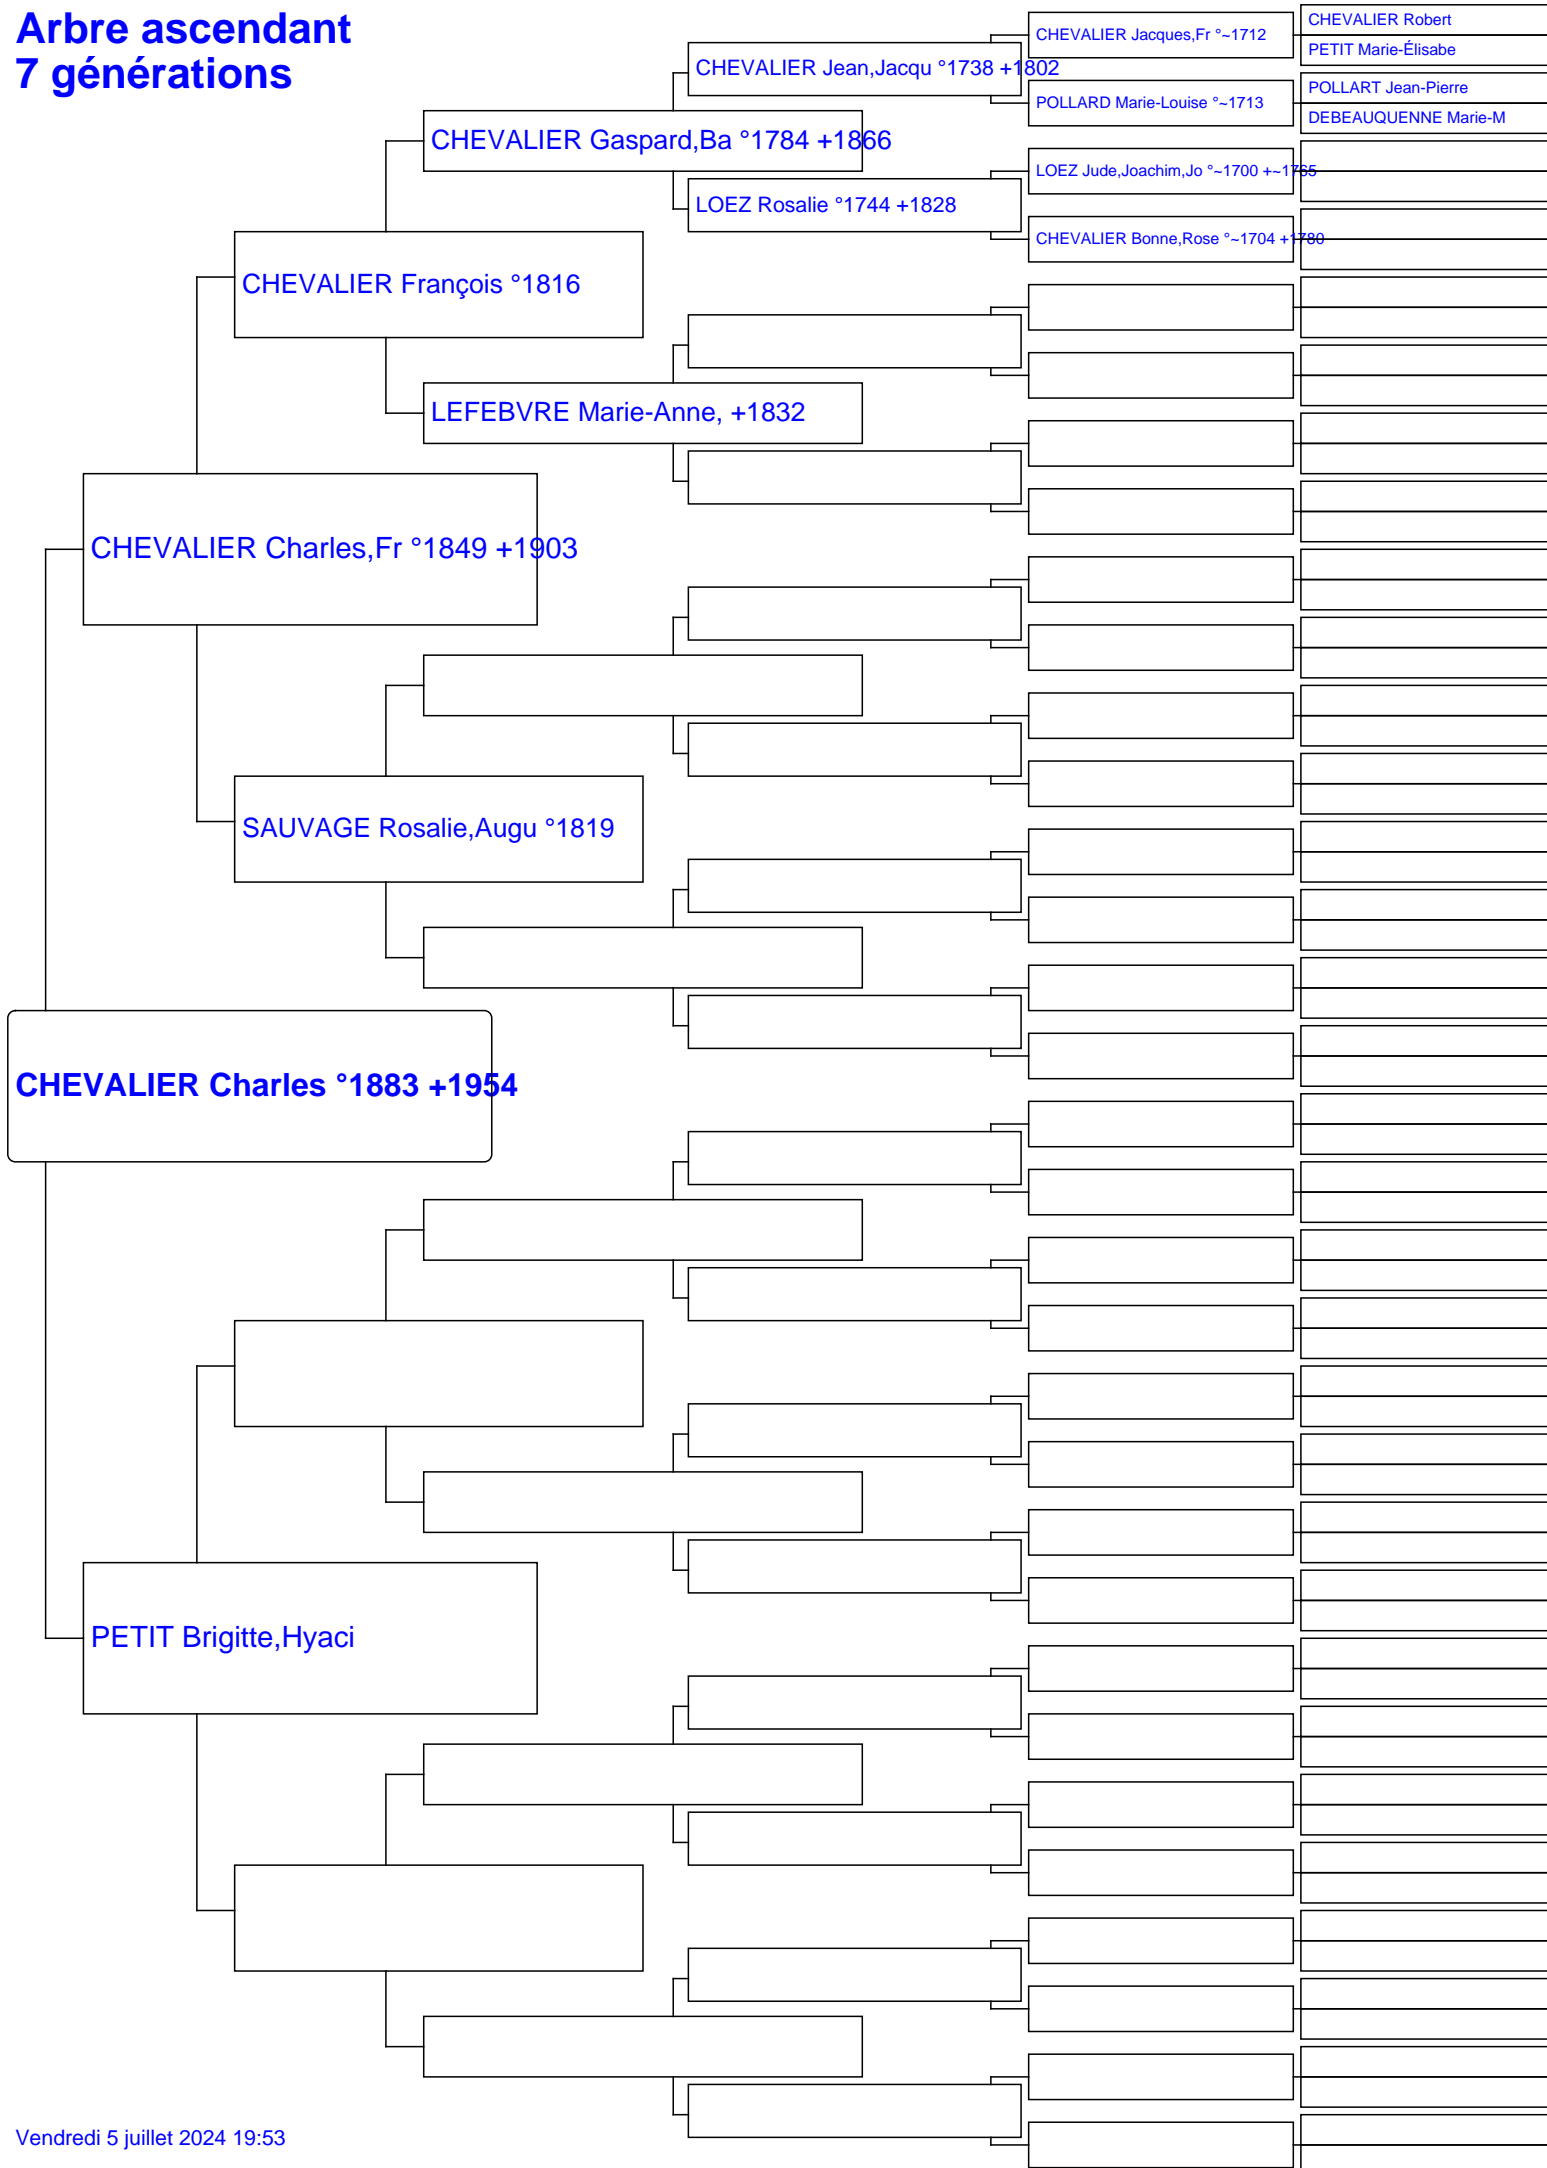 Arbre ascendant
7 générations
CHEVALIER Robert
CHEVALIER Jacques,Fr °~1712
PETIT Marie-Élisabe
CHEVALIER Jean,Jacqu °1738 +1802
POLLART Jean-Pierre
POLLARD Marie-Louise °~1713
DEBEAUQUENNE Marie-M
CHEVALIER Gaspard,Ba °1784 +1866
LOEZ Jude,Joachim,Jo °~1700 +~1765
LOEZ Rosalie °1744 +1828
CHEVALIER Bonne,Rose °~1704 +1780
CHEVALIER François °1816
LEFEBVRE Marie-Anne, +1832
CHEVALIER Charles,Fr °1849 +1903
SAUVAGE Rosalie,Augu °1819
CHEVALIER Charles °1883 +1954
PETIT Brigitte,Hyaci
Vendredi 5 juillet 2024 19:53